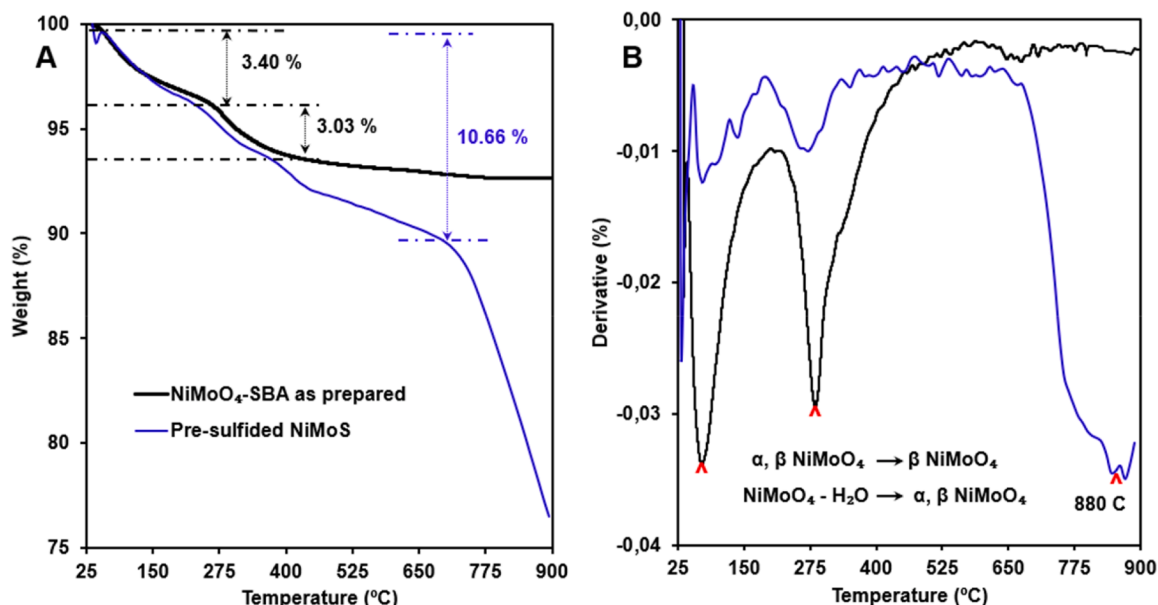 A
100
95
90
85
80
75
Weight (%)
3.40 %
3.03 %
10.66 %
NiMoO₄-SBA as prepared
Pre-sulfided NiMoS
25 150 275 400 525 650 775 900
Temperature (ºC)
B
0,00
-0,01
-0,02
-0,03
-0,04
Derivative (%)
α, β NiMoO₄ → β NiMoO₄
NiMoO₄ - H₂O → α, β NiMoO₄
880 C
25 150 275 400 525 650 775 900
Temperature (ºC)